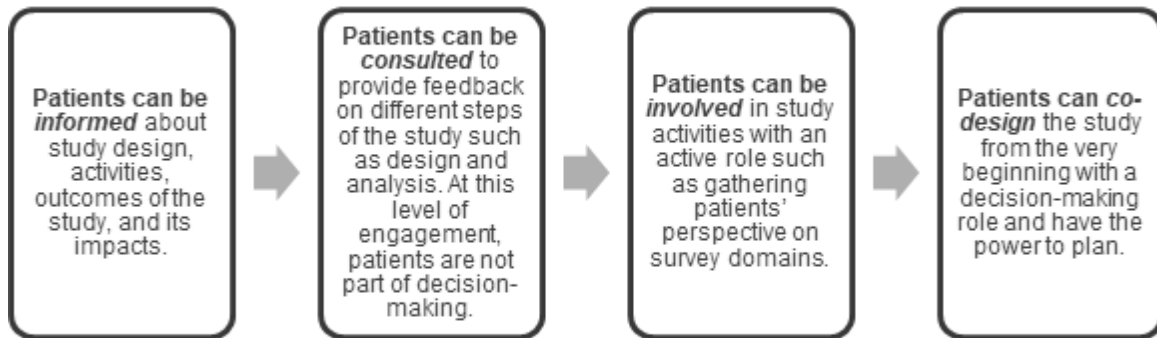 Patients can be
informed about
study design,
activities,
outcomes of the
study, and its
impacts.
Patients can be
consulted to
provide feedback
on different steps
of the study such
as design and
analysis. At this
level of
engagement,
patients are not
part of decision-
making.
Patients can be
involved in study
activities with an
active role such
as gathering
patients'
perspective on
survey domains.
Patients can co-
design the study
from the very
beginning with a
decision-making
role and have the
power to plan.